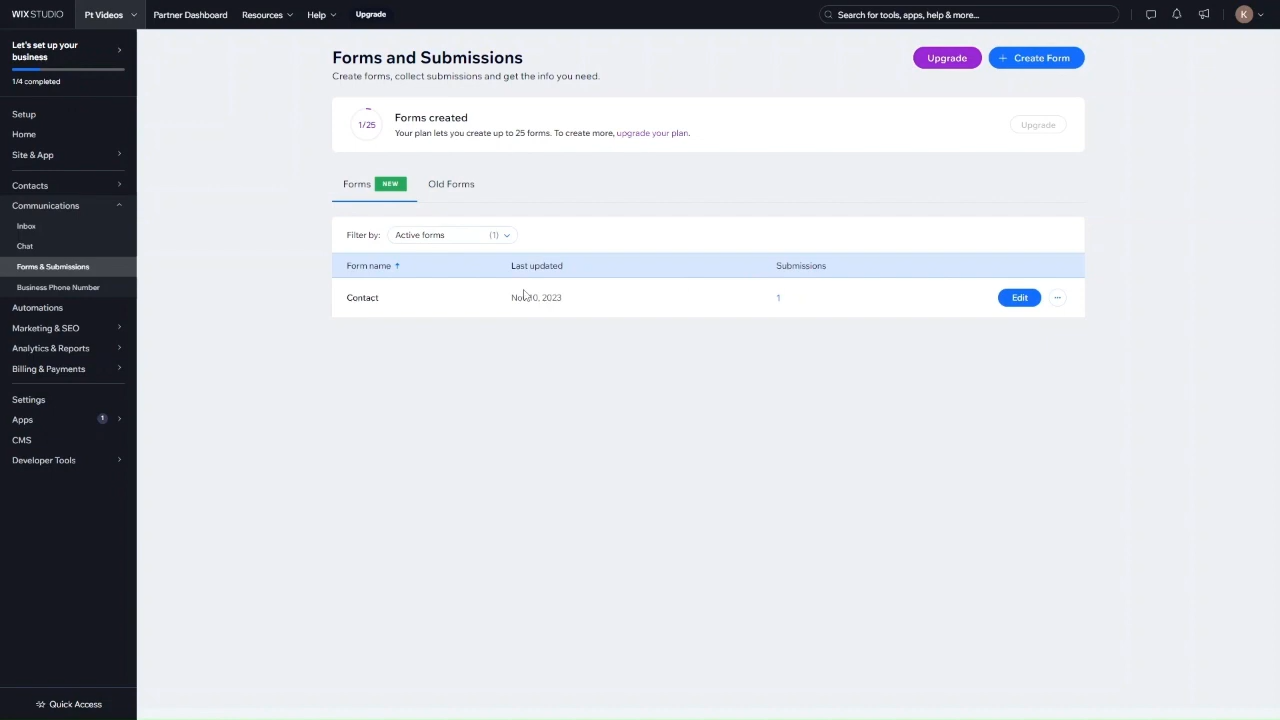 WIX STUDIO
Pt Videos
Partner Dashboard
Resources
Help
Upgrade
Search for tools, apps, help & more...
K
Let's set up your
business
1/4 completed
Setup
Home
Site & App
Contacts
Communications
Inbox
Chat
Forms & Submissions
Business Phone Number
Automations
Marketing & SEO
Analytics & Reports
Billing & Payments
Settings
Apps 1
CMS
Developer Tools
Quick Access
Forms and Submissions
Create forms, collect submissions and get the info you need.
Upgrade
+ Create Form
1/25
Forms created
Your plan lets you create up to 25 forms. To create more, upgrade your plan.
Upgrade
Forms NEW
Old Forms
Filter by: Active forms (1)
Form name ↑ Last updated Submissions
Contact 10, 2023 1 Edit ...